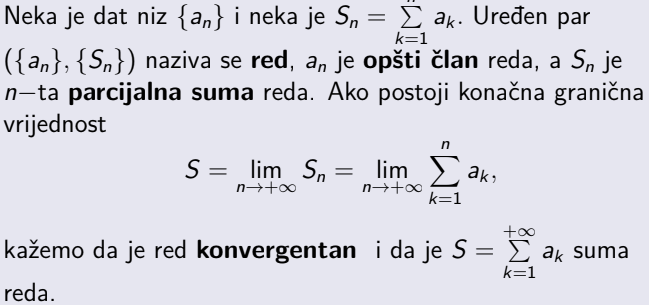 Neka je dat niz {aₙ} i neka je Sₙ = ∑ₖ₌₁ⁿ aₖ. Uređen par
({aₙ}, {Sₙ}) naziva se red, aₙ je opšti član reda, a Sₙ je
n−ta parcijalna suma reda. Ako postoji konačna granična
vrijednost
S = lim_{n→+∞} Sₙ = lim_{n→+∞} ∑ₖ₌₁ⁿ aₖ,
kažemo da je red konvergentan i da je S = ∑_{k=1}^{+∞} aₖ suma
reda.